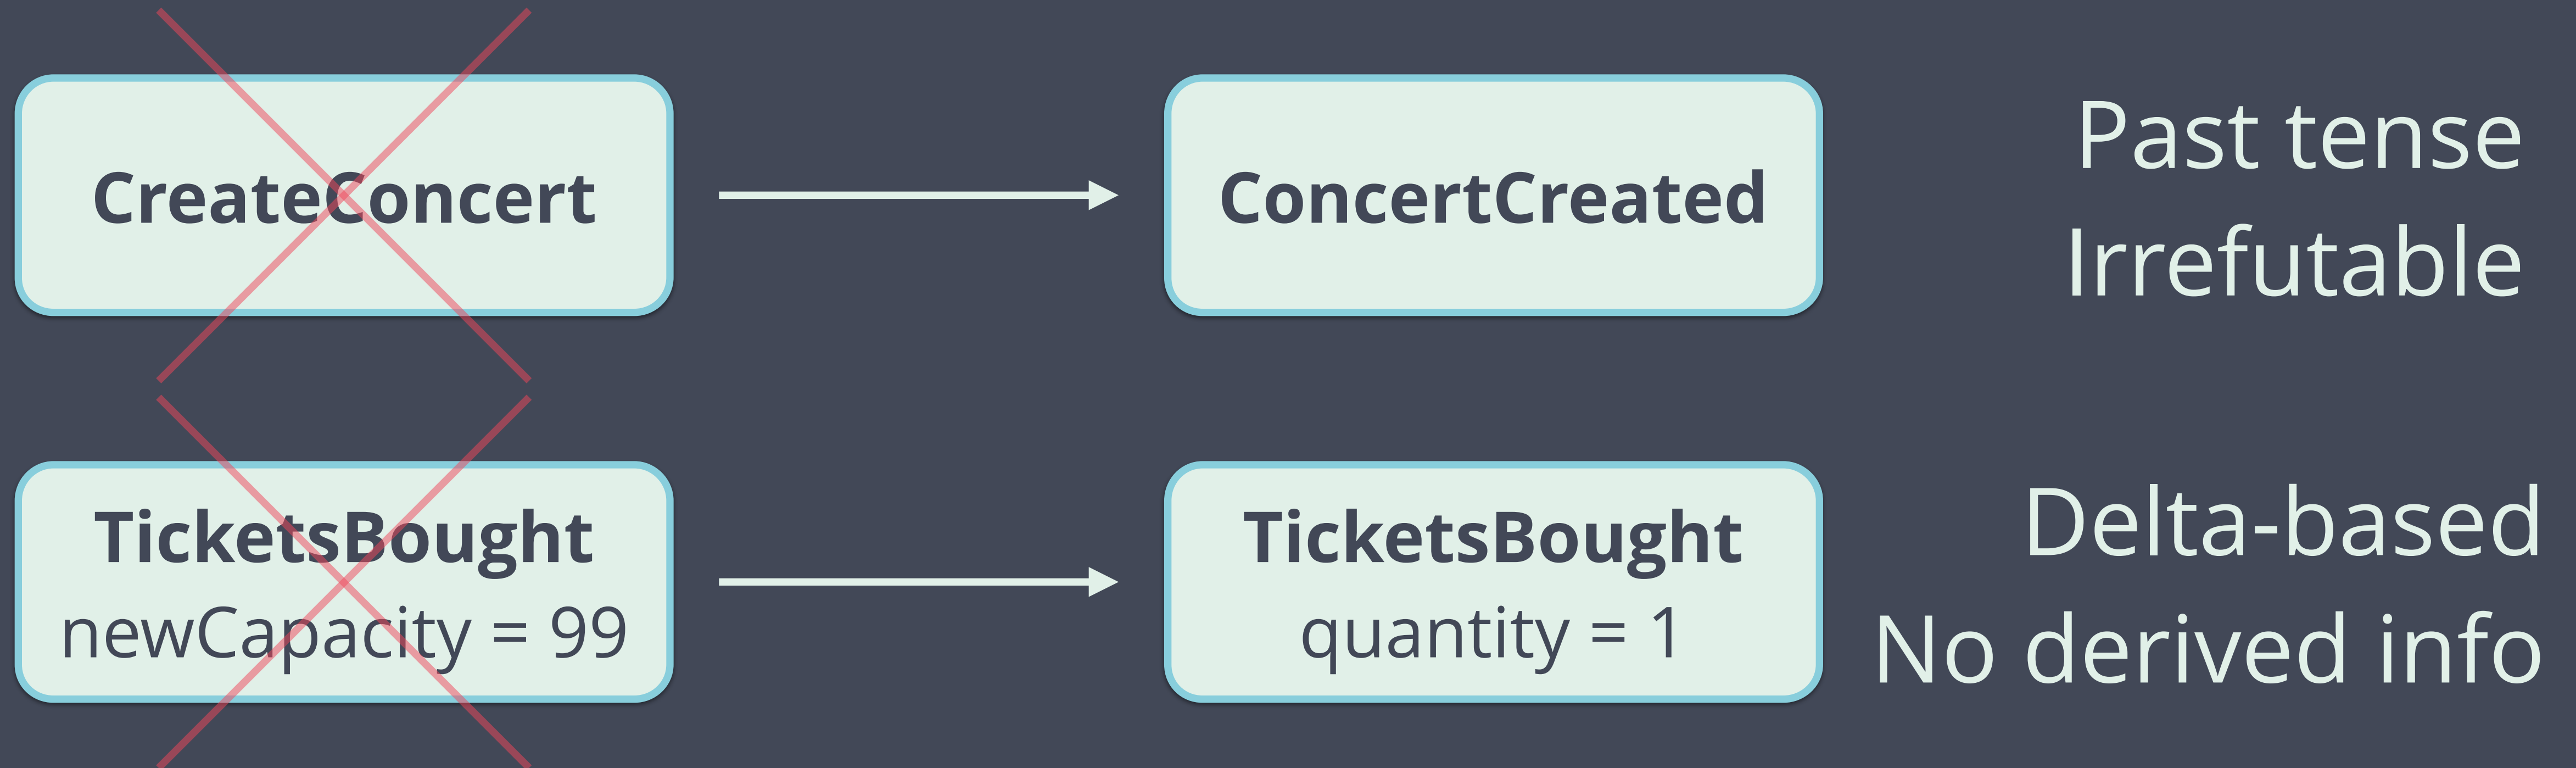 CreateConcert
ConcertCreated
Past tense
Irrefutable
TicketsBought
newCapacity = 99
TicketsBought
quantity = 1
Delta-based
No derived info